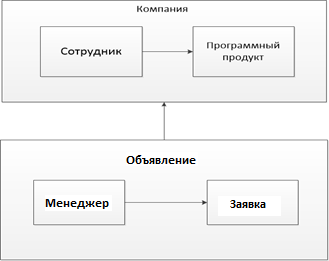 Компания
Сотрудник
Программный
продукт
Объявление
Менеджер
Заявка